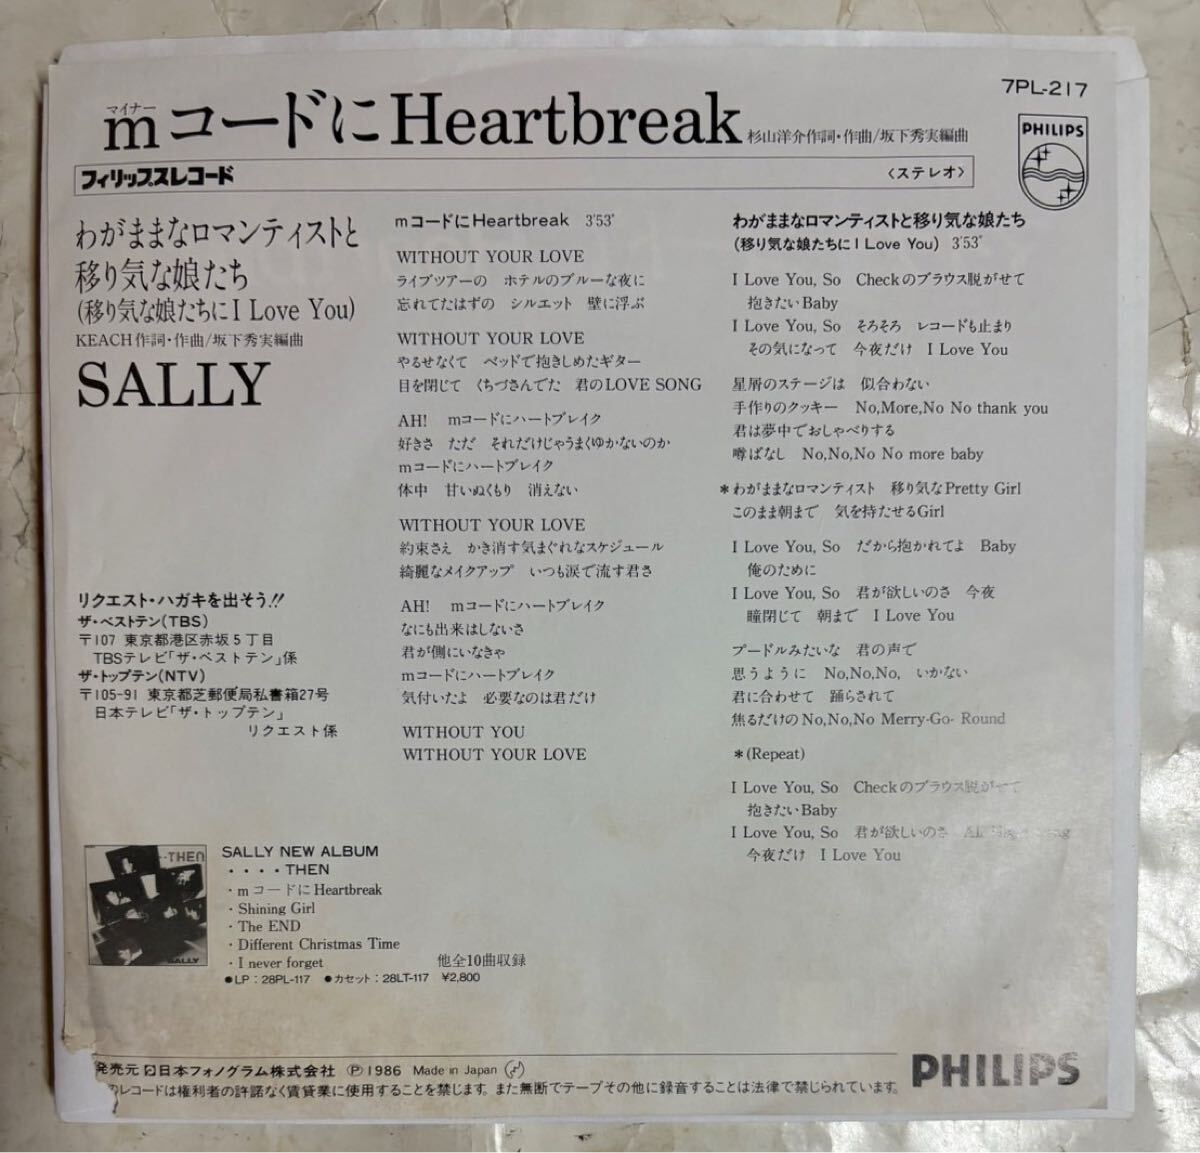 7PL-217
マイナー
mコードにHeartbreak 杉山洋介作詞・作曲/坂下秀実編曲
PHILIPS
フィリップスレコード 〈ステレオ〉
わがままなロマンティストと
移り気な娘たち
(移り気な娘たちにI Love You)
KEACH作詞・作曲/坂下秀実編曲
SALLY
リクエスト・ハガキを出そう!!
ザ・ベストテン(TBS)
〒107 東京都港区赤坂5丁目
TBSテレビ「ザ・ベストテン」係
ザ・トップテン(NTV)
〒105-91 東京都芝郵便局私書箱27号
日本テレビ「ザ・トップテン」
リクエスト係
mコードにHeartbreak 3'53"
WITHOUT YOUR LOVE
ライブツアーの ホテルのブルーな夜に
忘れてたはずの シルエット 壁に浮ぶ
WITHOUT YOUR LOVE
やるせなくて ベッドで抱きしめたギター
目を閉じて くちづさんでた 君のLOVE SONG
AH! mコードにハートブレイク
好きさ ただ それだけじゃうまくゆかないのか
mコードにハートブレイク
体中 甘いぬくもり 消えない
WITHOUT YOUR LOVE
約束さえ かき消す気まぐれなスケジュール
綺麗なメイクアップ いつも涙で流す君さ
AH! mコードにハートブレイク
なにも出来はしないさ
君が側にいなきゃ
mコードにハートブレイク
気付いたよ 必要なのは君だけ
WITHOUT YOU
WITHOUT YOUR LOVE
わがままなロマンティストと移り気な娘たち
(移り気な娘たちにI Love You) 3'53"
I Love You, So Checkのブラウス脱がせて
抱きたいBaby
I Love You, So そろそろ レコードも止まり
その気になって 今夜だけ I Love You
星屑のステージは 似合わない
手作りのクッキー No,More,No No thank you
君は夢中でおしゃべりする
噂ばなし No,No,No No more baby
*わがままなロマンティスト 移り気なPretty Girl
このまま朝まで 気を持たせるGirl
I Love You, So だから抱かれてよ Baby
俺のために
I Love You, So 君が欲しいのさ 今夜
瞳閉じて 朝まで I Love You
プードルみたいな 君の声で
思うように No,No,No, いかない
君に合わせて 踊らされて
焦るだけのNo,No,No Merry-Go-Round
*(Repeat)
I Love You, So Checkのブラウス脱がせて
抱きたいBaby
I Love You, So 君が欲しいのさ All Night Long
今夜だけ I Love You
····THEN
SALLY
SALLY NEW ALBUM
····THEN
・mコードにHeartbreak
・Shining Girl
・The END
・Different Christmas Time
・I never forget 他全10曲収録
●LP:28PL-117 ●カセット:28LT-117 ¥2,800
発売元 日本フォノグラム株式会社 Ⓟ1986 Made in Japan
のレコードは権利者の許諾なく賃貸業に使用することを禁じます。また無断でテープその他に録音することは法律で禁じられています。
PHILIPS